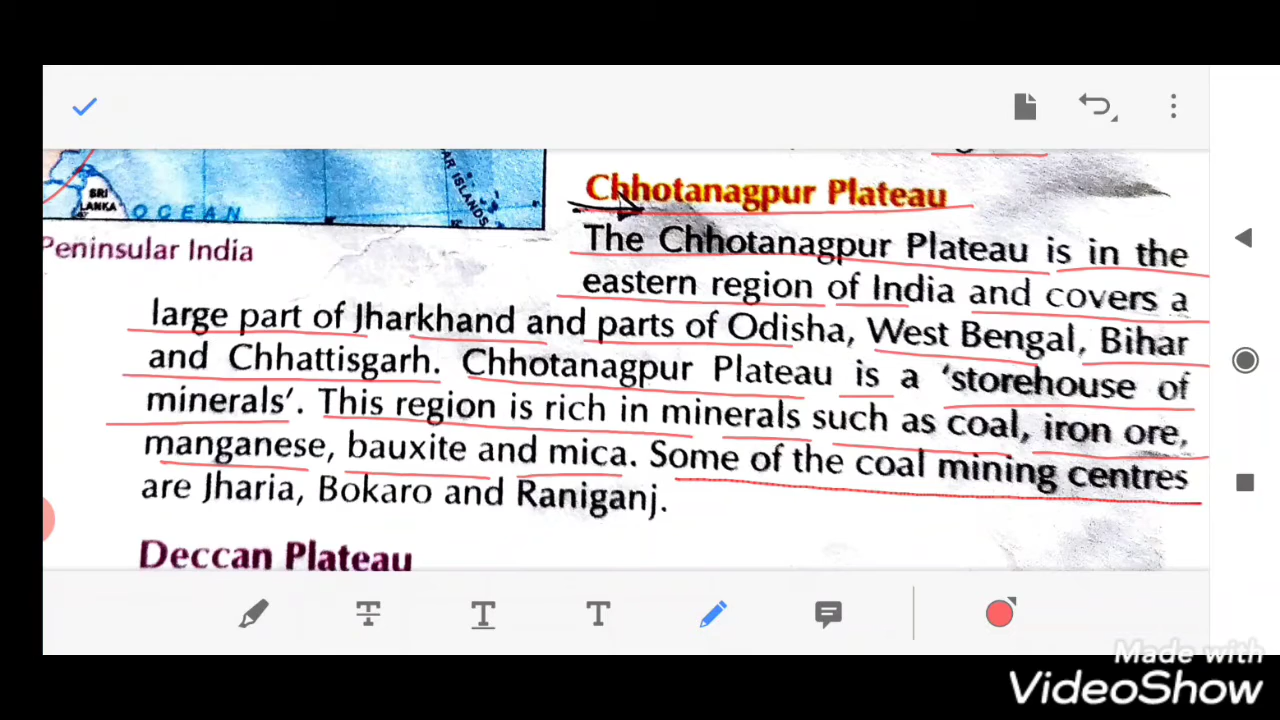 SRI
LANKA
OCEAN
AR ISLANDS
Peninsular India
Chhotanagpur Plateau
The Chhotanagpur Plateau is in the
eastern region of India and covers a
large part of Jharkhand and parts of Odisha, West Bengal, Bihar
and Chhattisgarh. Chhotanagpur Plateau is a 'storehouse of
minerals'. This region is rich in minerals such as coal, iron ore,
manganese, bauxite and mica. Some of the coal mining centres
are Jharia, Bokaro and Raniganj.
Deccan Plateau
T
T
T
Made with
VideoShow